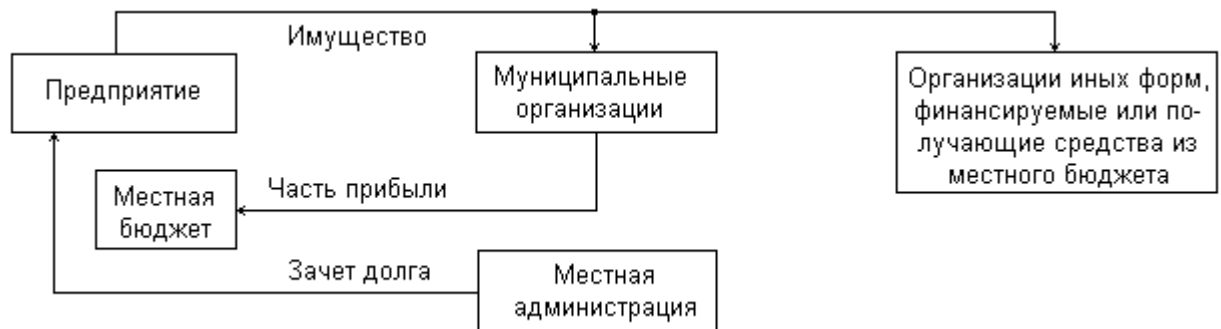 Имущество
Предприятие
Муниципальные
организации
Организации иных форм,
финансируемые или по-
лучающие средства из
местного бюджета
Местная
бюджет
Часть прибыли
Зачет долга
Местная
администрация